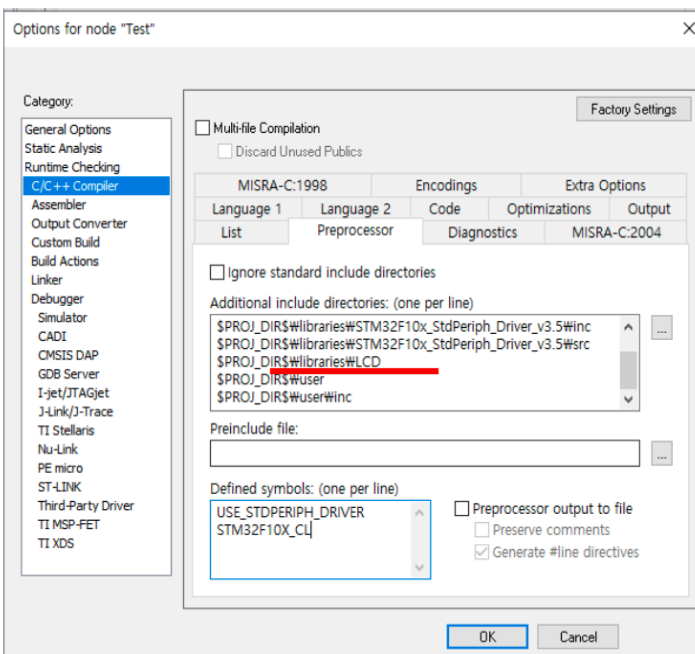 Options for node "Test"
Category:
General Options
Static Analysis
Runtime Checking
C/C++ Compiler
Assembler
Output Converter
Custom Build
Build Actions
Linker
Debugger
Simulator
CADI
CMSIS DAP
GDB Server
I-jet/JTAGjet
J-Link/J-Trace
TI Stellaris
Nu-Link
PE micro
ST-LINK
Third-Party Driver
TI MSP-FET
TI XDS
Factory Settings
Multi-file Compilation
Discard Unused Publics
MISRA-C:1998 Encodings Extra Options
Language 1 Language 2 Code Optimizations Output
List Preprocessor Diagnostics MISRA-C:2004
Ignore standard include directories
Additional include directories: (one per line)
$PROJ_DIR$₩libraries₩STM32F10x_StdPeriph_Driver_v3.5₩inc
$PROJ_DIR$₩libraries₩STM32F10x_StdPeriph_Driver_v3.5₩src
$PROJ_DIR$₩libraries₩LCD
$PROJ_DIR$₩user
$PROJ_DIR$₩user₩inc
...
Preinclude file:
...
Defined symbols: (one per line)
USE_STDPERIPH_DRIVER
STM32F10X_CL
Preprocessor output to file
Preserve comments
Generate #line directives
OK Cancel